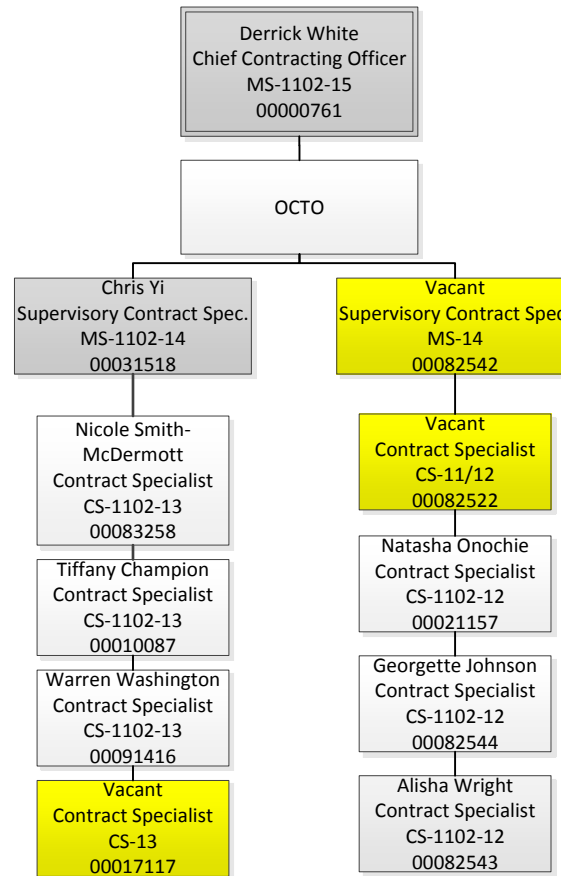 Derrick White
Chief Contracting Officer
MS-1102-15
00000761
OCTO
Chris Yi
Supervisory Contract Spec.
MS-1102-14
00031518
Nicole Smith-
McDermott
Contract Specialist
CS-1102-13
00083258
Tiffany Champion
Contract Specialist
CS-1102-13
00010087
Warren Washington
Contract Specialist
CS-1102-13
00091416
Vacant
Contract Specialist
CS-13
00017117
Vacant
Supervisory Contract Spec
MS-14
00082542
Vacant
Contract Specialist
CS-11/12
00082522
Natasha Onochie
Contract Specialist
CS-1102-12
00021157
Georgette Johnson
Contract Specialist
CS-1102-12
00082544
Alisha Wright
Contract Specialist
CS-1102-12
00082543